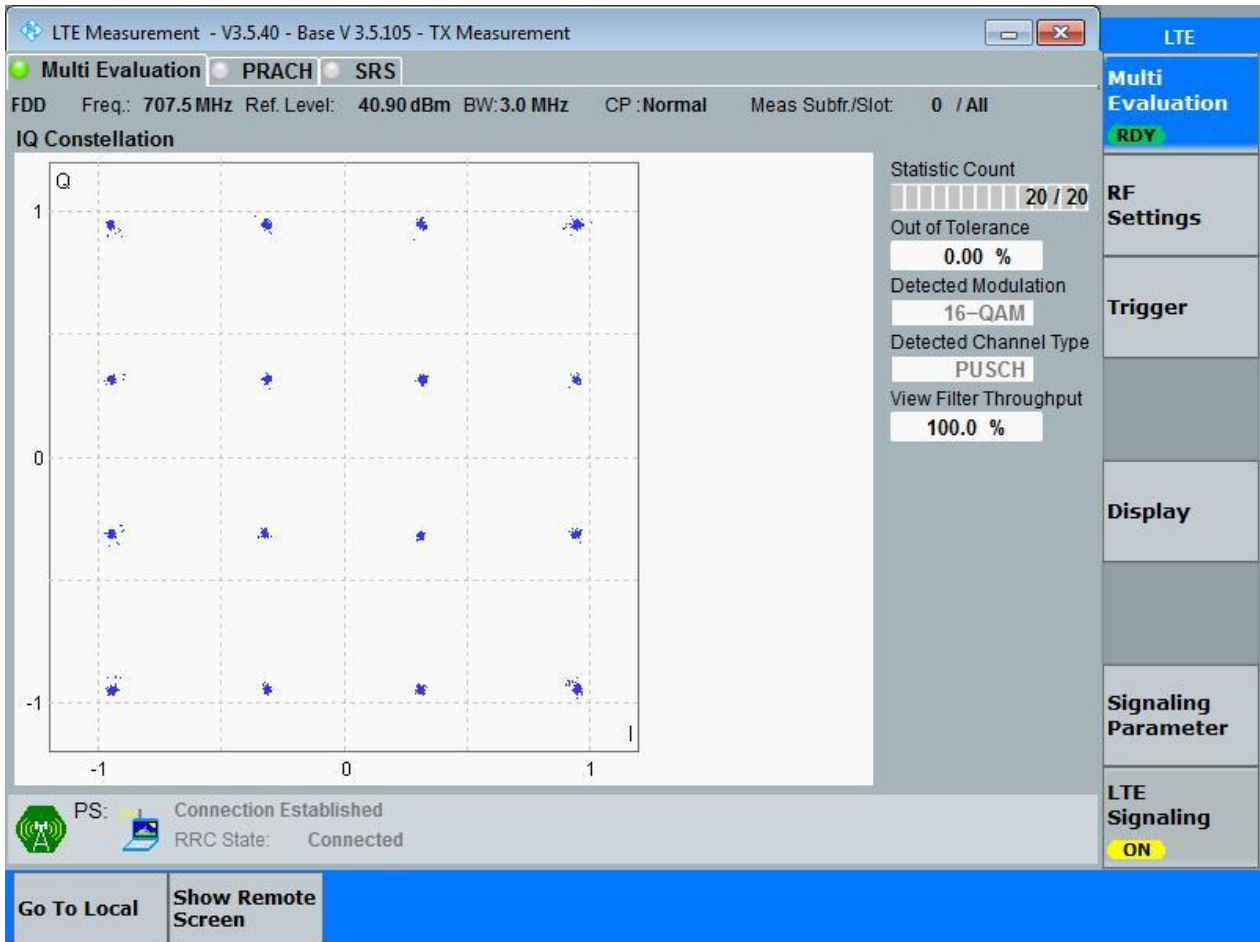 LTE Measurement - V3.5.40 - Base V 3.5.105 - TX Measurement
LTE
Multi Evaluation PRACH SRS
Multi
Evaluation
RDY
FDD Freq.: 707.5 MHz Ref. Level: 40.90 dBm BW: 3.0 MHz CP : Normal Meas Subfr./Slot: 0 / All
IQ Constellation
Q
1
0
-1
I
-1 0 1
Statistic Count
20 / 20
Out of Tolerance
0.00 %
Detected Modulation
16-QAM
Detected Channel Type
PUSCH
View Filter Throughput
100.0 %
RF
Settings
Trigger
Display
Signaling
Parameter
LTE
Signaling
ON
PS: Connection Established
RRC State: Connected
Go To Local
Show Remote
Screen